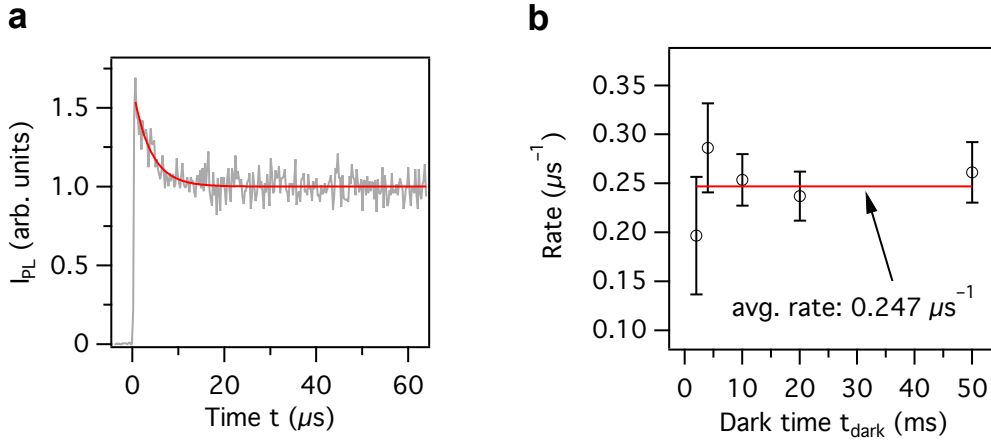 a
1.5
1.0
0.5
0
I_PL (arb. units)
0 20 40 60
Time t (μs)
b
0.35
0.30
0.25
0.20
0.15
0.10
Rate (μs⁻¹)
avg. rate: 0.247 μs⁻¹
0 10 20 30 40 50
Dark time t_dark (ms)